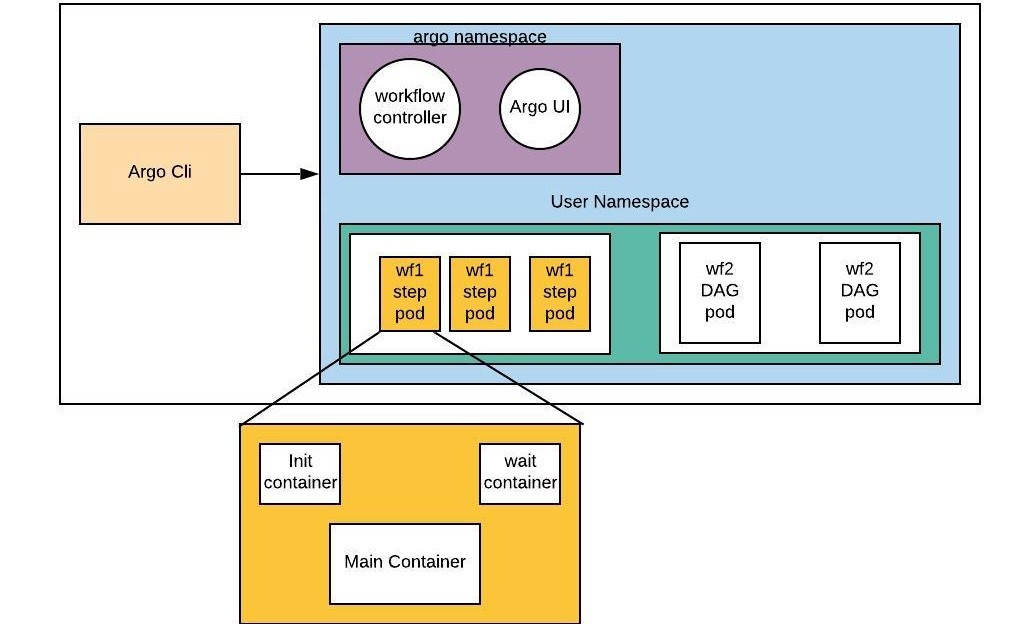 argo namespace
workflow
controller
Argo UI
Argo Cli
User Namespace
wf1
step
pod
wf1
step
pod
wf1
step
pod
wf2
DAG
pod
wf2
DAG
pod
Init
container
wait
container
Main Container